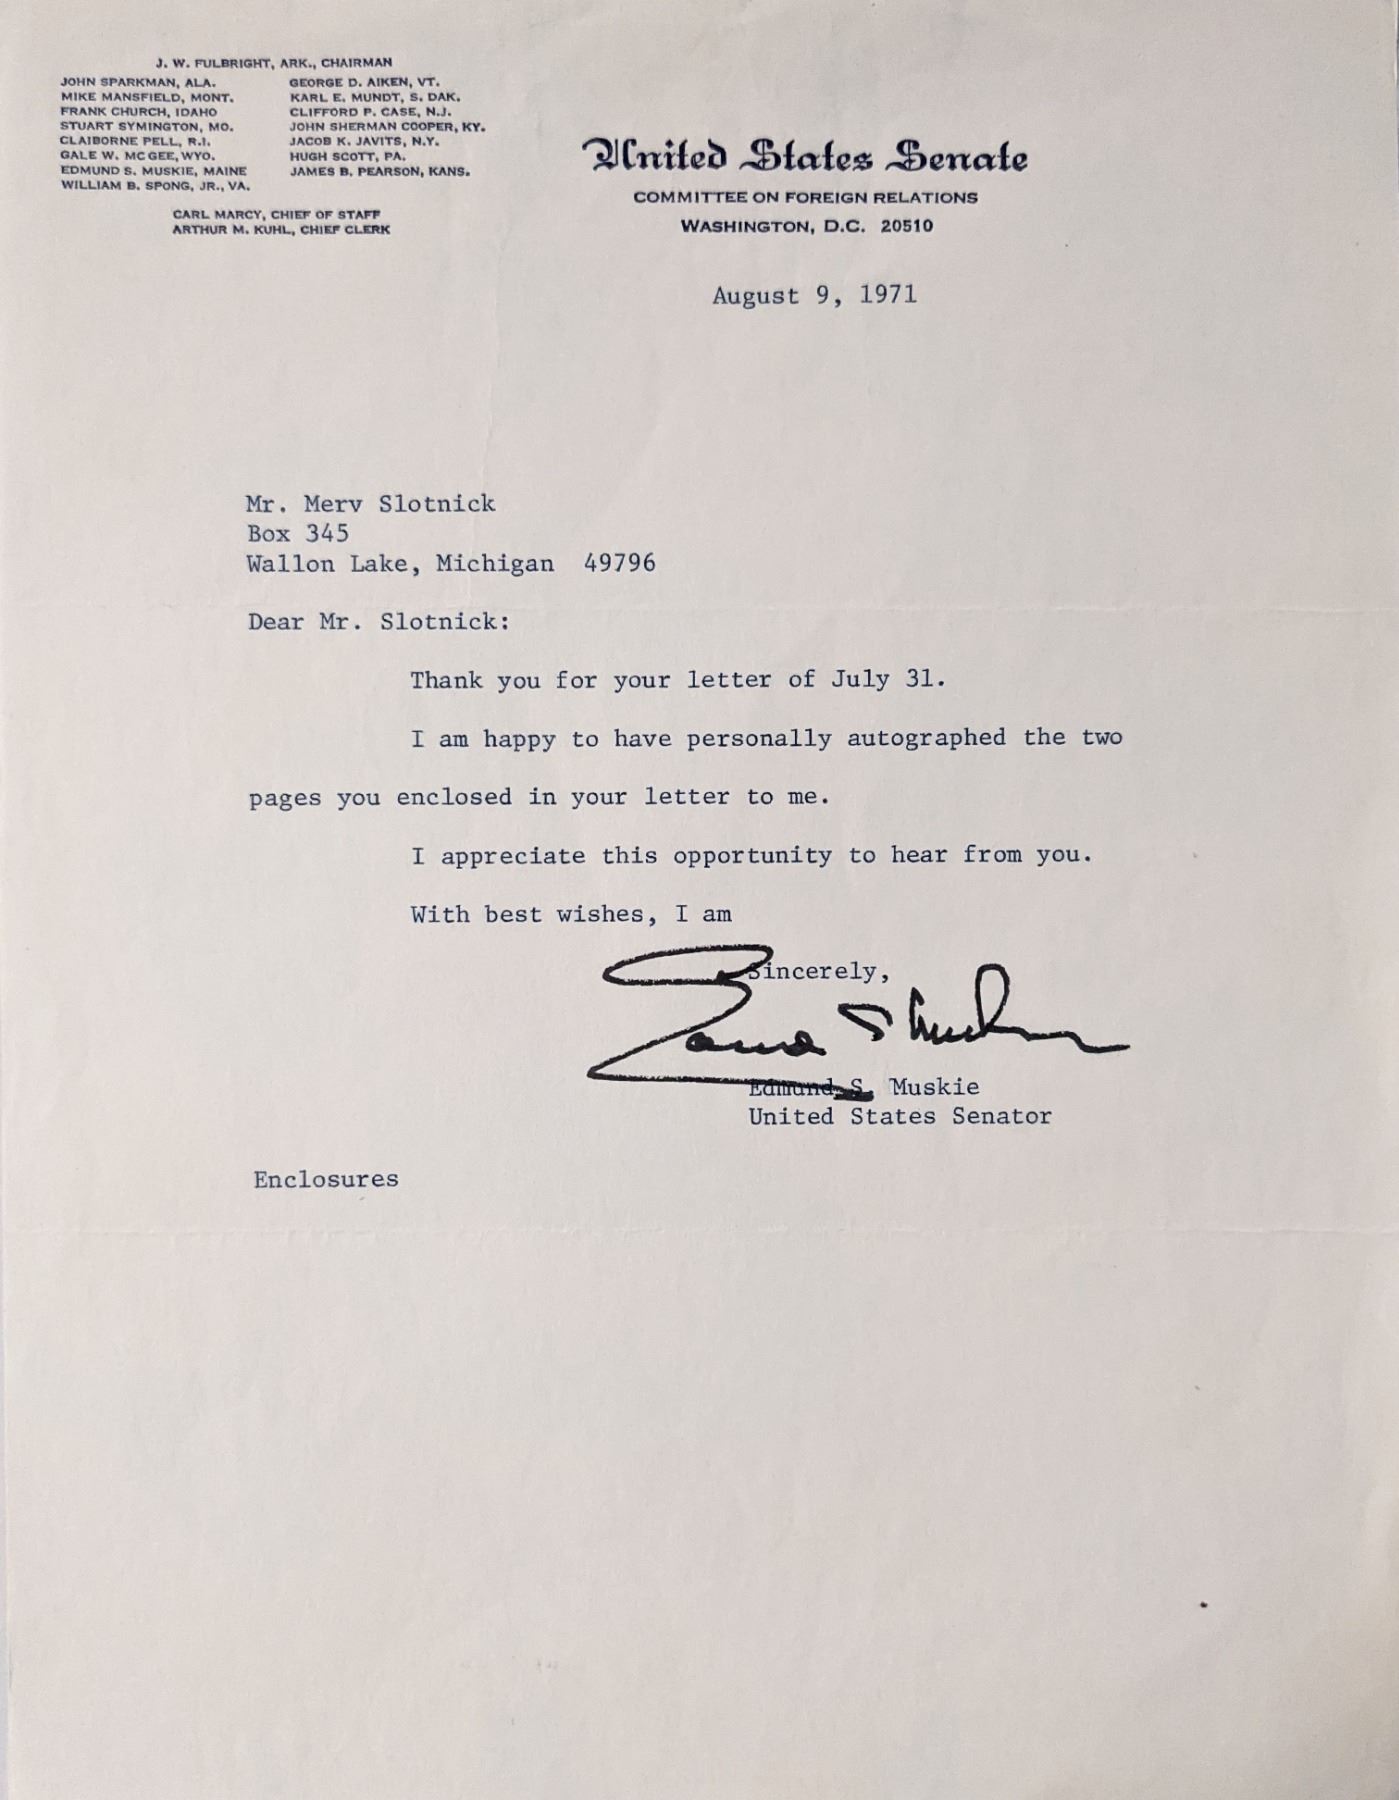 J. W. FULBRIGHT, ARK., CHAIRMAN
JOHN SPARKMAN, ALA.
MIKE MANSFIELD, MONT.
FRANK CHURCH, IDAHO
STUART SYMINGTON, MO.
CLAIBORNE PELL, R.I.
GALE W. MC GEE, WYO.
EDMUND S. MUSKIE, MAINE
WILLIAM B. SPONG, JR., VA.
GEORGE D. AIKEN, VT.
KARL E. MUNDT, S. DAK.
CLIFFORD P. CASE, N.J.
JOHN SHERMAN COOPER, KY.
JACOB K. JAVITS, N.Y.
HUGH SCOTT, PA.
JAMES B. PEARSON, KANS.
CARL MARCY, CHIEF OF STAFF
ARTHUR M. KUHL, CHIEF CLERK
United States Senate
COMMITTEE ON FOREIGN RELATIONS
WASHINGTON, D.C. 20510
August 9, 1971
Mr. Merv Slotnick
Box 345
Wallon Lake, Michigan 49796
Dear Mr. Slotnick:
Thank you for your letter of July 31.
I am happy to have personally autographed the two
pages you enclosed in your letter to me.
I appreciate this opportunity to hear from you.
With best wishes, I am
Sincerely,
Edmund S. Muskie
United States Senator
Enclosures